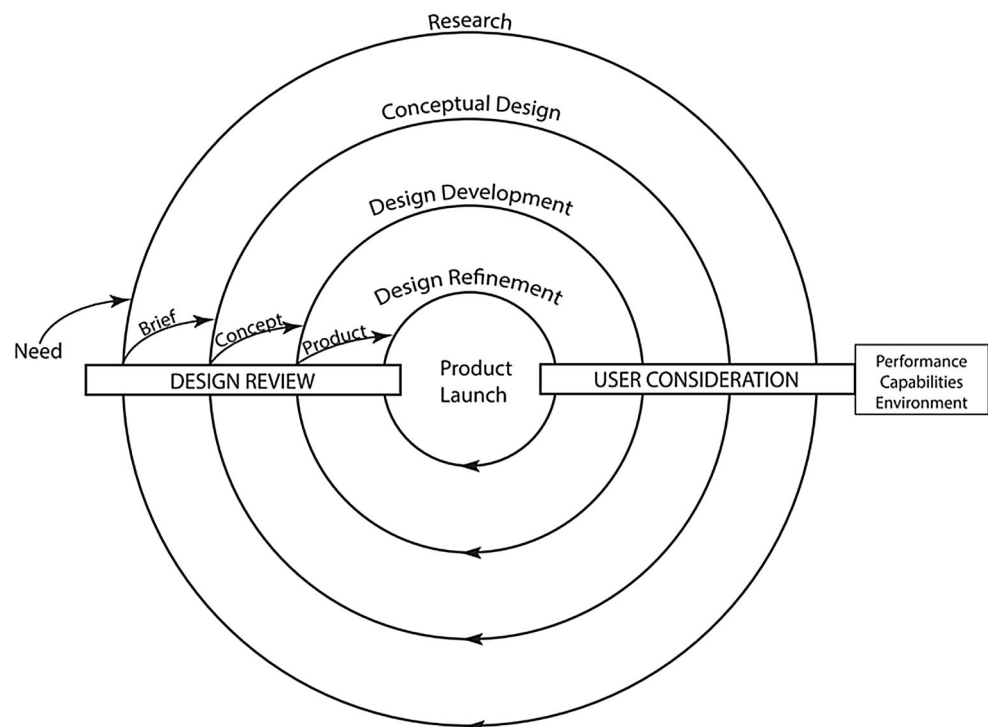 Research
Conceptual Design
Design Development
Design Refinement
Need
Brief
Concept
Product
DESIGN REVIEW
Product
Launch
USER CONSIDERATION
Performance
Capabilities
Environment